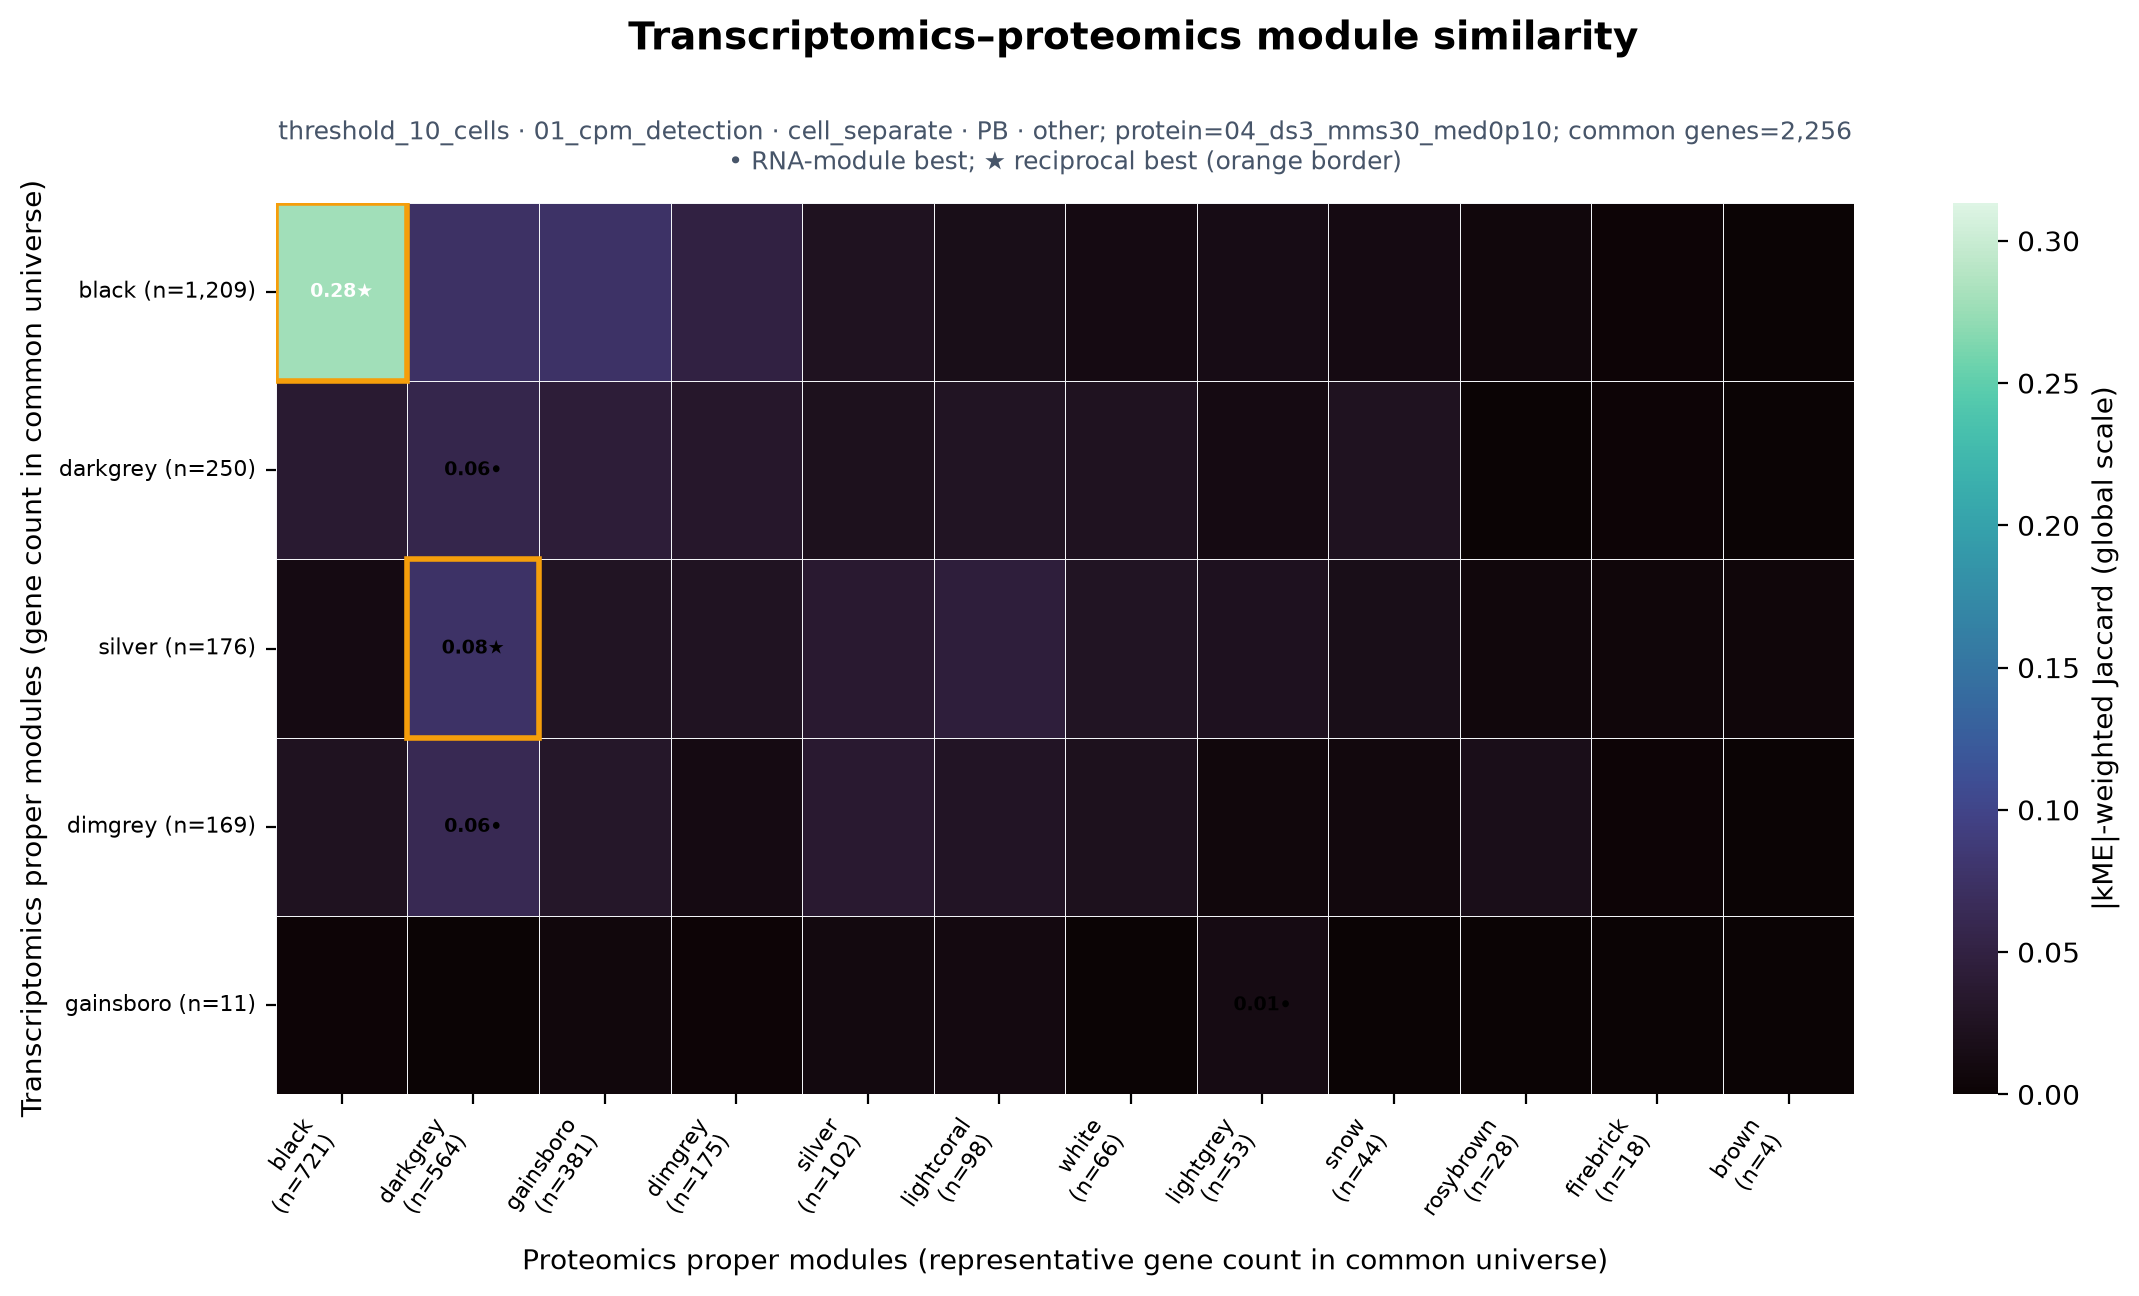 Transcriptomics–proteomics module similarity
threshold_10_cells · 01_cpm_detection · cell_separate · PB · other; protein=04_ds3_mms30_med0p10; common genes=2,256
• RNA-module best; ★ reciprocal best (orange border)
Transcriptomics proper modules (gene count in common universe)
black (n=1,209)
darkgrey (n=250)
silver (n=176)
dimgrey (n=169)
gainsboro (n=11)
0.28★
0.06•
0.08★
0.06•
0.01•
black
(n=721)
darkgrey
(n=564)
gainsboro
(n=381)
dimgrey
(n=175)
silver
(n=102)
lightcoral
(n=98)
white
(n=66)
lightgrey
(n=53)
snow
(n=44)
rosybrown
(n=28)
firebrick
(n=18)
brown
(n=4)
Proteomics proper modules (representative gene count in common universe)
0.30
0.25
0.20
0.15
0.10
0.05
0.00
|kME|-weighted Jaccard (global scale)